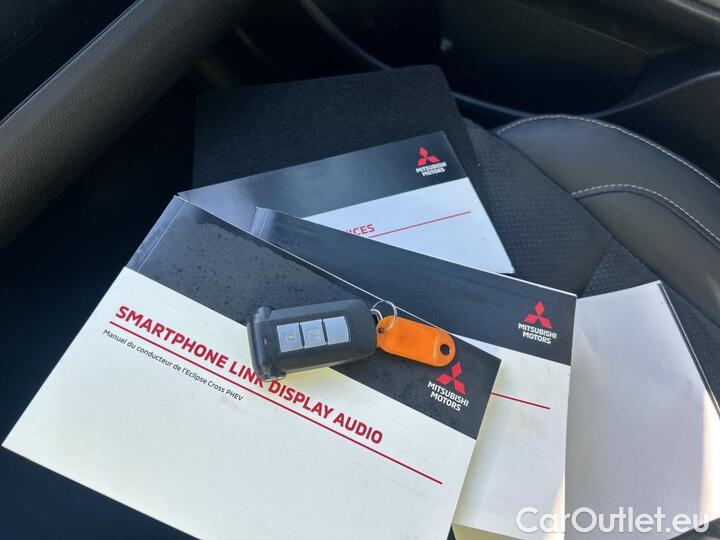 MITSUBISHI
MOTORS
ICES
MITSUBISHI
MOTORS
SMARTPHONE LINK DISPLAY AUDIO
Manuel du conducteur de l'Eclipse Cross PHEV
MITSUBISHI
MOTORS
CarOutlet.eu